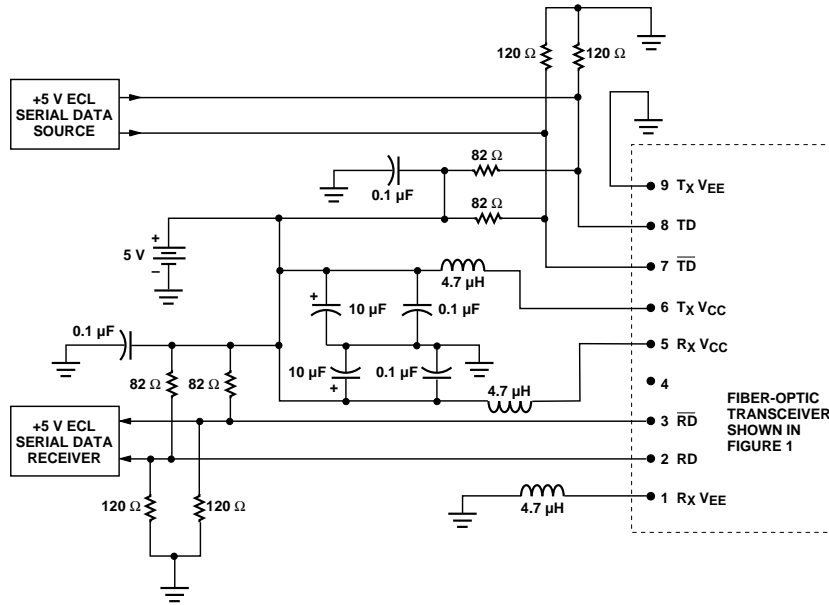 120 Ω
120 Ω
+5 V ECL
SERIAL DATA
SOURCE
82 Ω
0.1 µF
9 TX VEE
82 Ω
8 TD
+
5 V
–
7 T̅D̅
4.7 µH
+
10 µF
0.1 µF
6 TX VCC
0.1 µF
5 RX VCC
82 Ω
82 Ω
10 µF
+
0.1 µF
4.7 µH
4
FIBER-OPTIC
TRANSCEIVER
SHOWN IN
FIGURE 1
+5 V ECL
SERIAL DATA
RECEIVER
3 R̅D̅
2 RD
120 Ω
120 Ω
4.7 µH
1 RX VEE